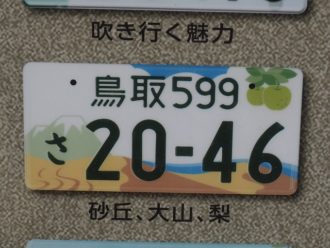 吹き行く魅力
鳥取599
さ 20-46
砂丘、大山、梨